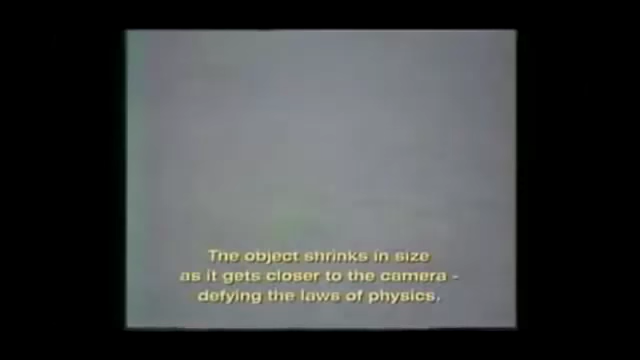 The object shrinks in size
as it gets closer to the camera -
defying the laws of physics.